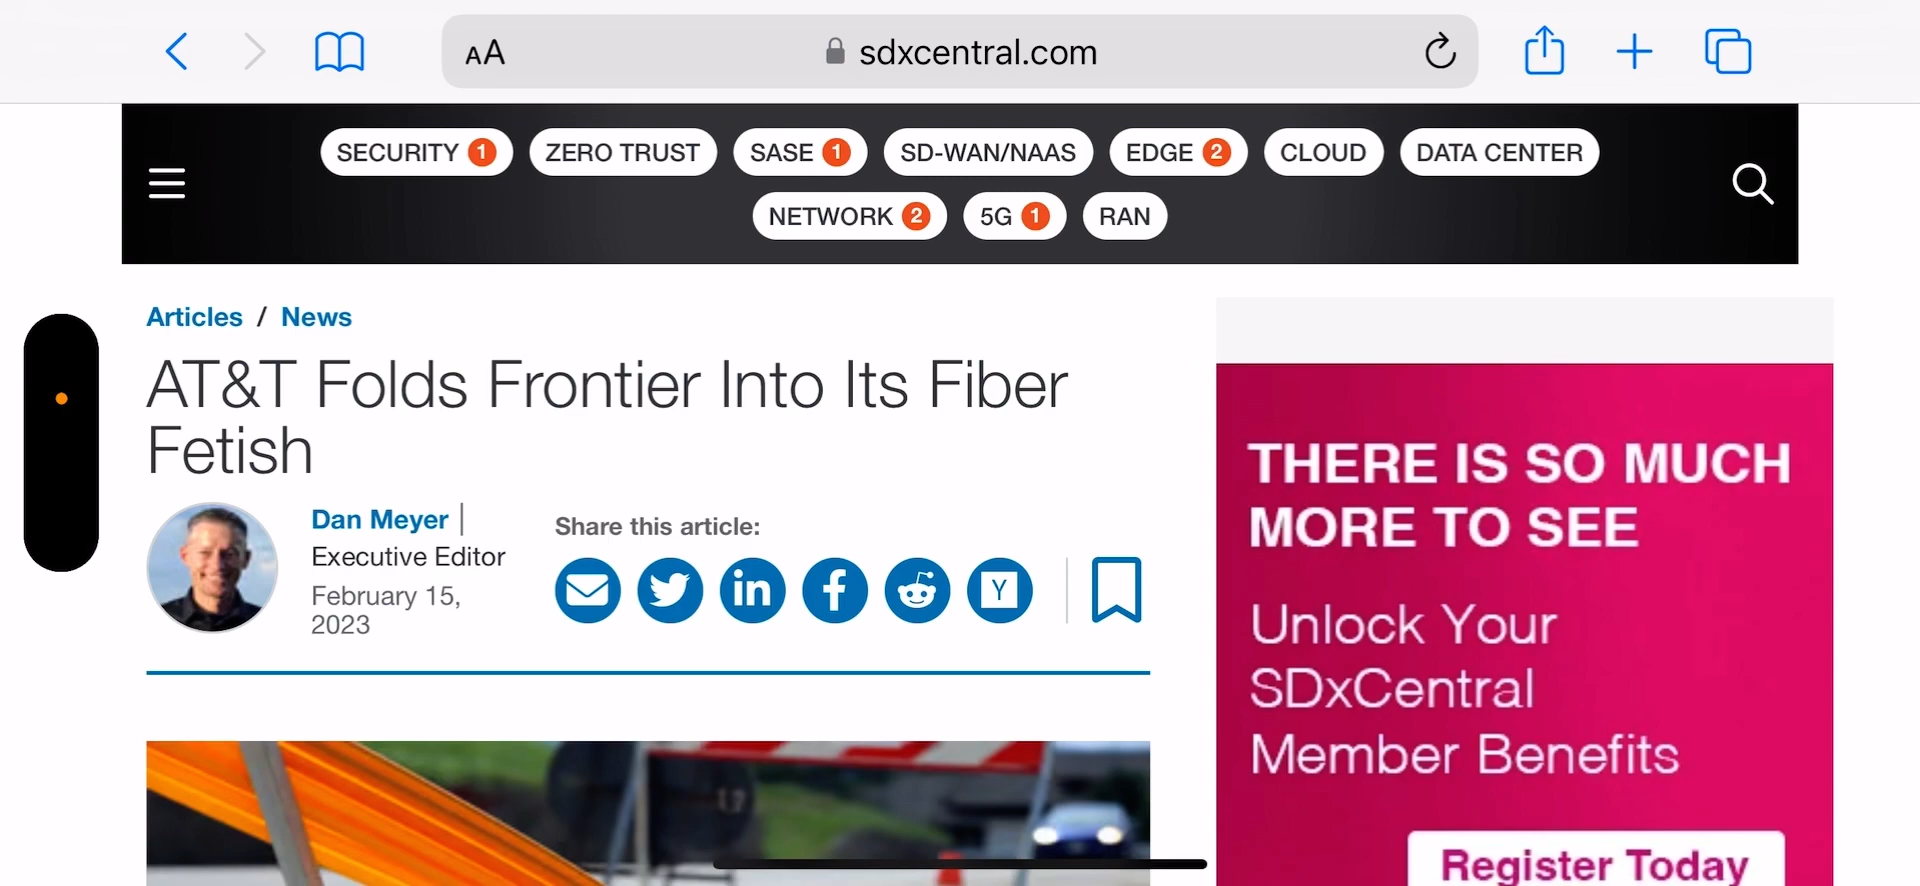 AA sdxcentral.com
SECURITY 1 ZERO TRUST SASE 1 SD-WAN/NAAS EDGE 2 CLOUD DATA CENTER
NETWORK 2 5G 1 RAN
Articles / News
AT&T Folds Frontier Into Its Fiber
Fetish
Dan Meyer |
Executive Editor
February 15,
2023
Share this article:
in f Y
THERE IS SO MUCH
MORE TO SEE
Unlock Your
SDxCentral
Member Benefits
Register Today